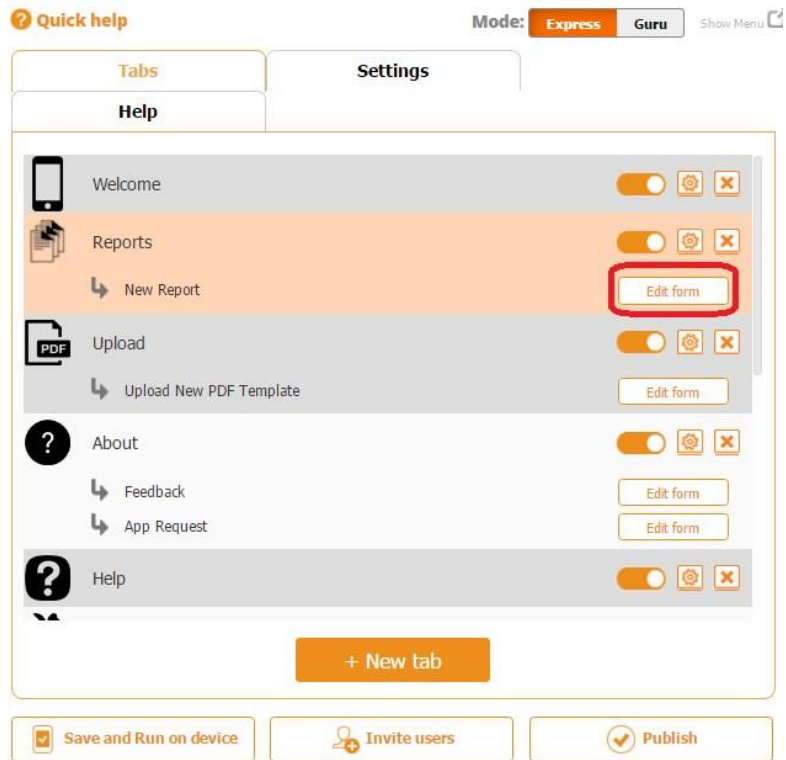 ? Quick help
Mode: Express Guru Show Menu
Tabs Settings
Help
Welcome
Reports
New Report Edit form
PDF Upload
Upload New PDF Template Edit form
? About
Feedback Edit form
App Request Edit form
? Help
+ New tab
Save and Run on device Invite users Publish